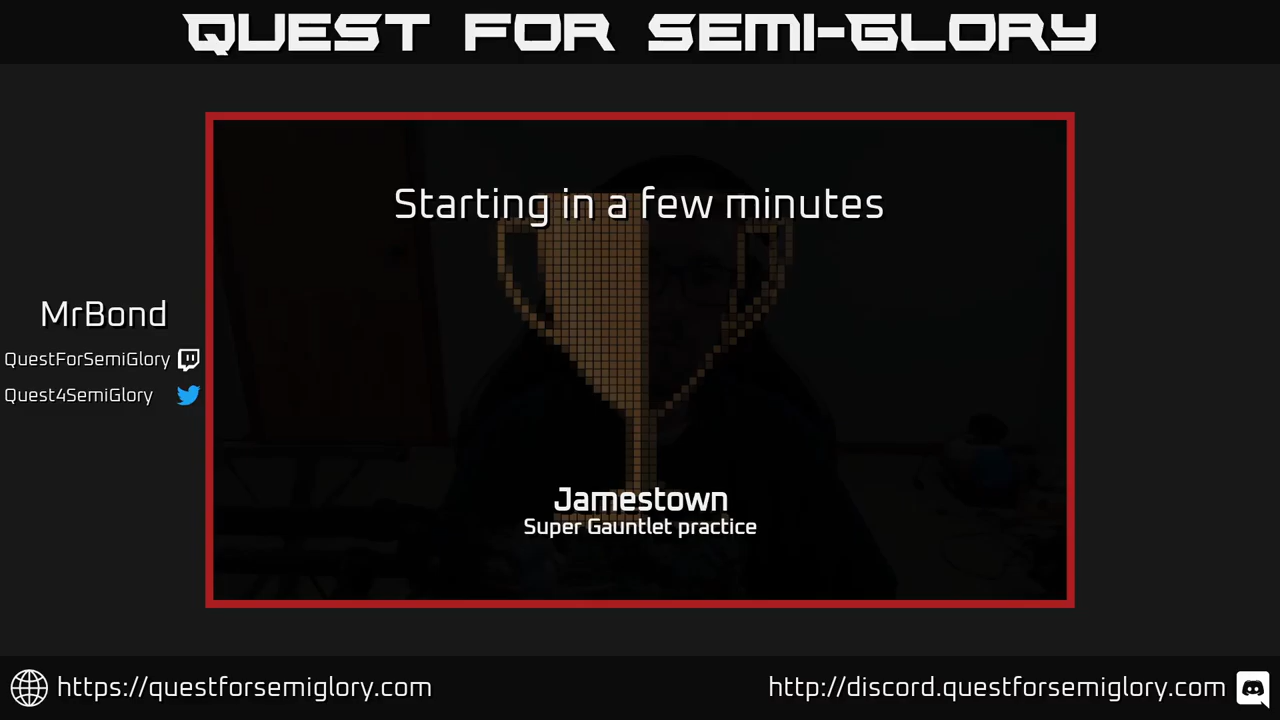 QUEST FOR SEMI-GLORY
Starting in a few minutes
MrBond
QuestForSemiGlory
Quest4SemiGlory
Jamestown
Super Gauntlet practice
https://questforsemiglory.com
http://discord.questforsemiglory.com